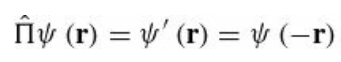 Π̂ψ (r) = ψ′ (r) = ψ (−r)